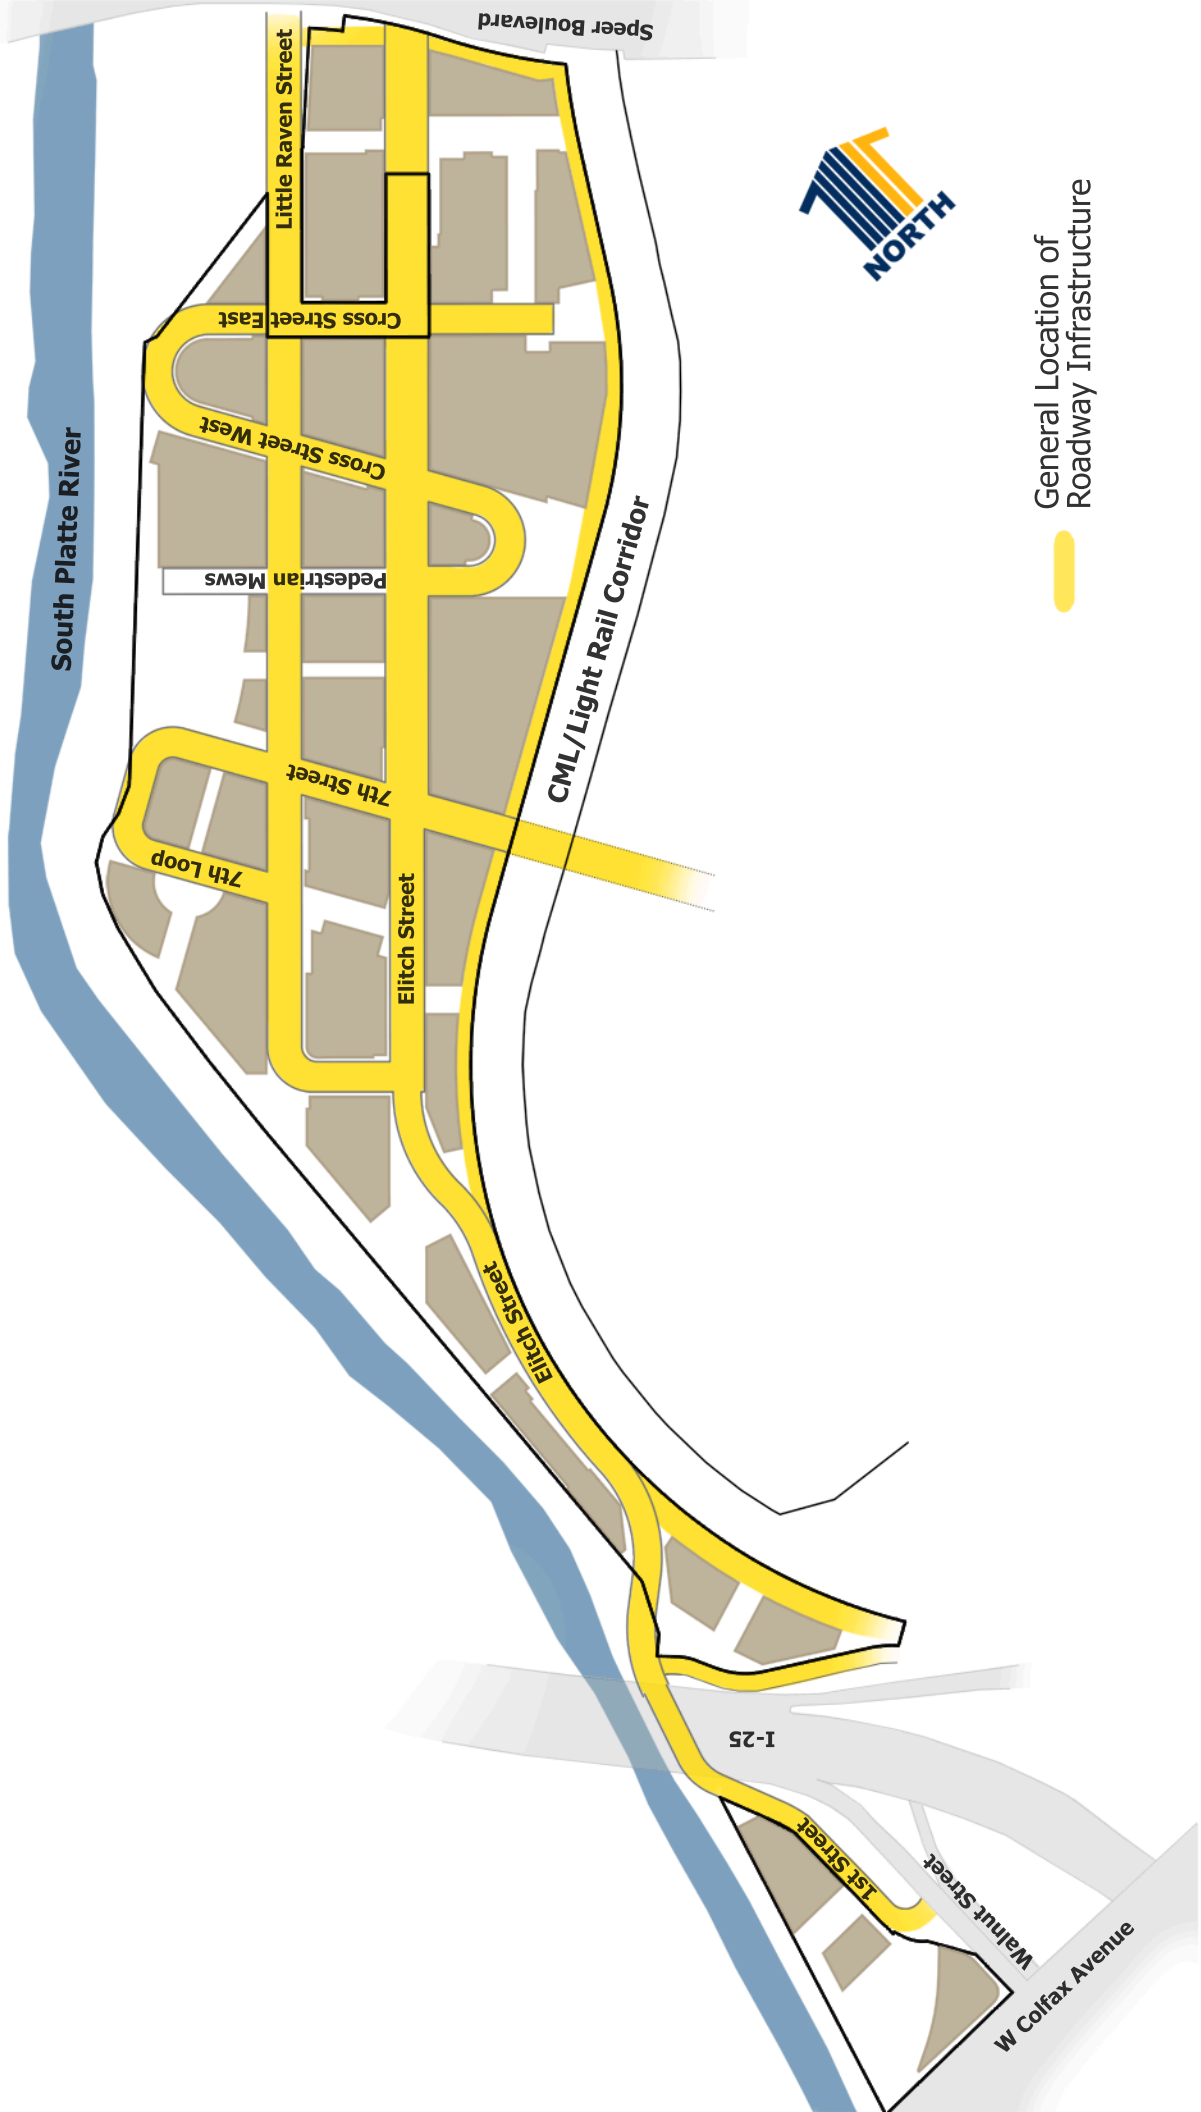 Speer Boulevard
Little Raven Street
Cross Street East
Cross Street West
South Platte River
Pedestrian Mews
CML/Light Rail Corridor
7th Street
7th Loop
Elitch Street
Elitch Street
I-25
1st Street
Walnut Street
W Colfax Avenue
NORTH
General Location of
Roadway Infrastructure